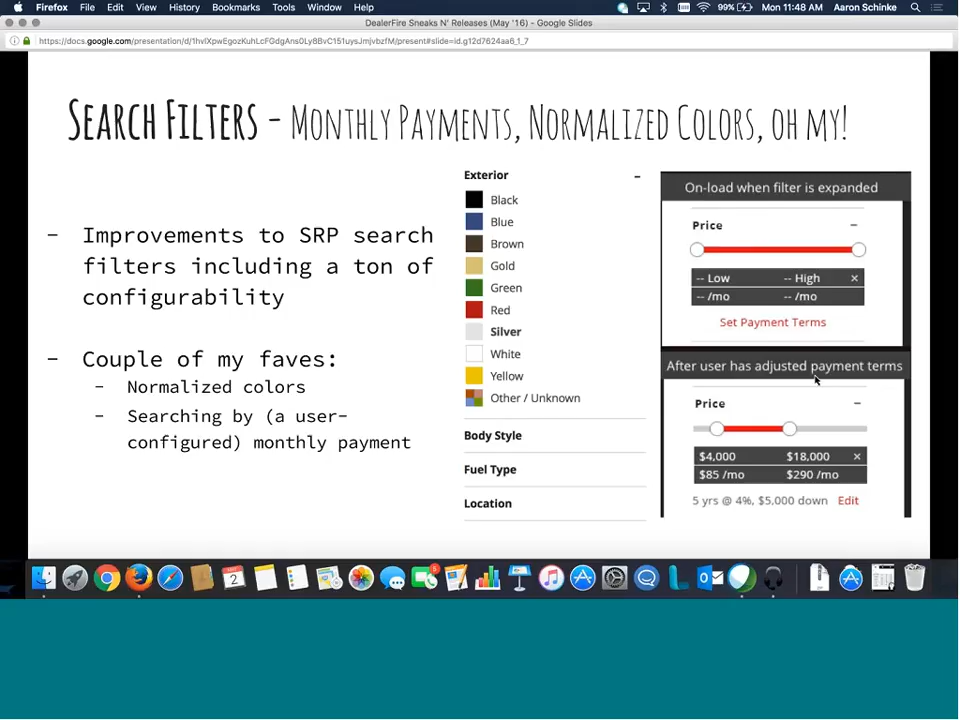 Firefox File Edit View History Bookmarks Tools Window Help 99% Mon 11:48 AM Aaron Schinke
DealerFire Sneaks N' Releases (May '16) - Google Slides
SEARCH FILTERS - MONTHLY PAYMENTS, NORMALIZED COLORS, OH MY!
- Improvements to SRP search
filters including a ton of
configurability
- Couple of my faves:
- Normalized colors
- Searching by (a user-
configured) monthly payment
Exterior –
Black
Blue
Brown
Gold
Green
Red
Silver
White
Yellow
Other / Unknown
Body Style
Fuel Type
Location
On-load when filter is expanded
Price –
-- Low -- High ×
-- /mo -- /mo
Set Payment Terms
After user has adjusted payment terms
Price –
$4,000 $18,000 ×
$85 /mo $290 /mo
5 yrs @ 4%, $5,000 down Edit
2